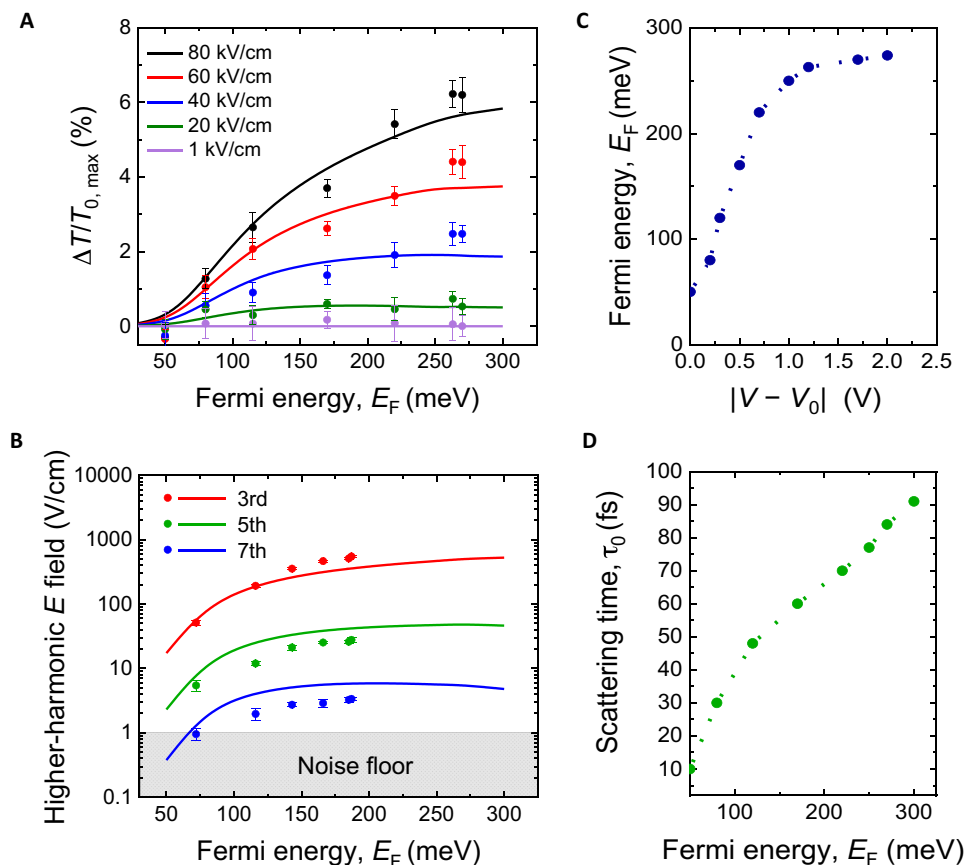 A
8
6
4
2
0
ΔT/T0, max (%)
80 kV/cm
60 kV/cm
40 kV/cm
20 kV/cm
1 kV/cm
50 100 150 200 250 300
Fermi energy, EF (meV)
B
10000
1000
100
10
1
0.1
Higher-harmonic E field (V/cm)
3rd
5th
7th
Noise floor
50 100 150 200 250 300
Fermi energy, EF (meV)
C
300
200
100
0
Fermi energy, EF (meV)
0.0 0.5 1.0 1.5 2.0 2.5
|V − V0| (V)
D
100
90
80
70
60
50
40
30
20
10
Scattering time, τ0 (fs)
100 200 300
Fermi energy, EF (meV)